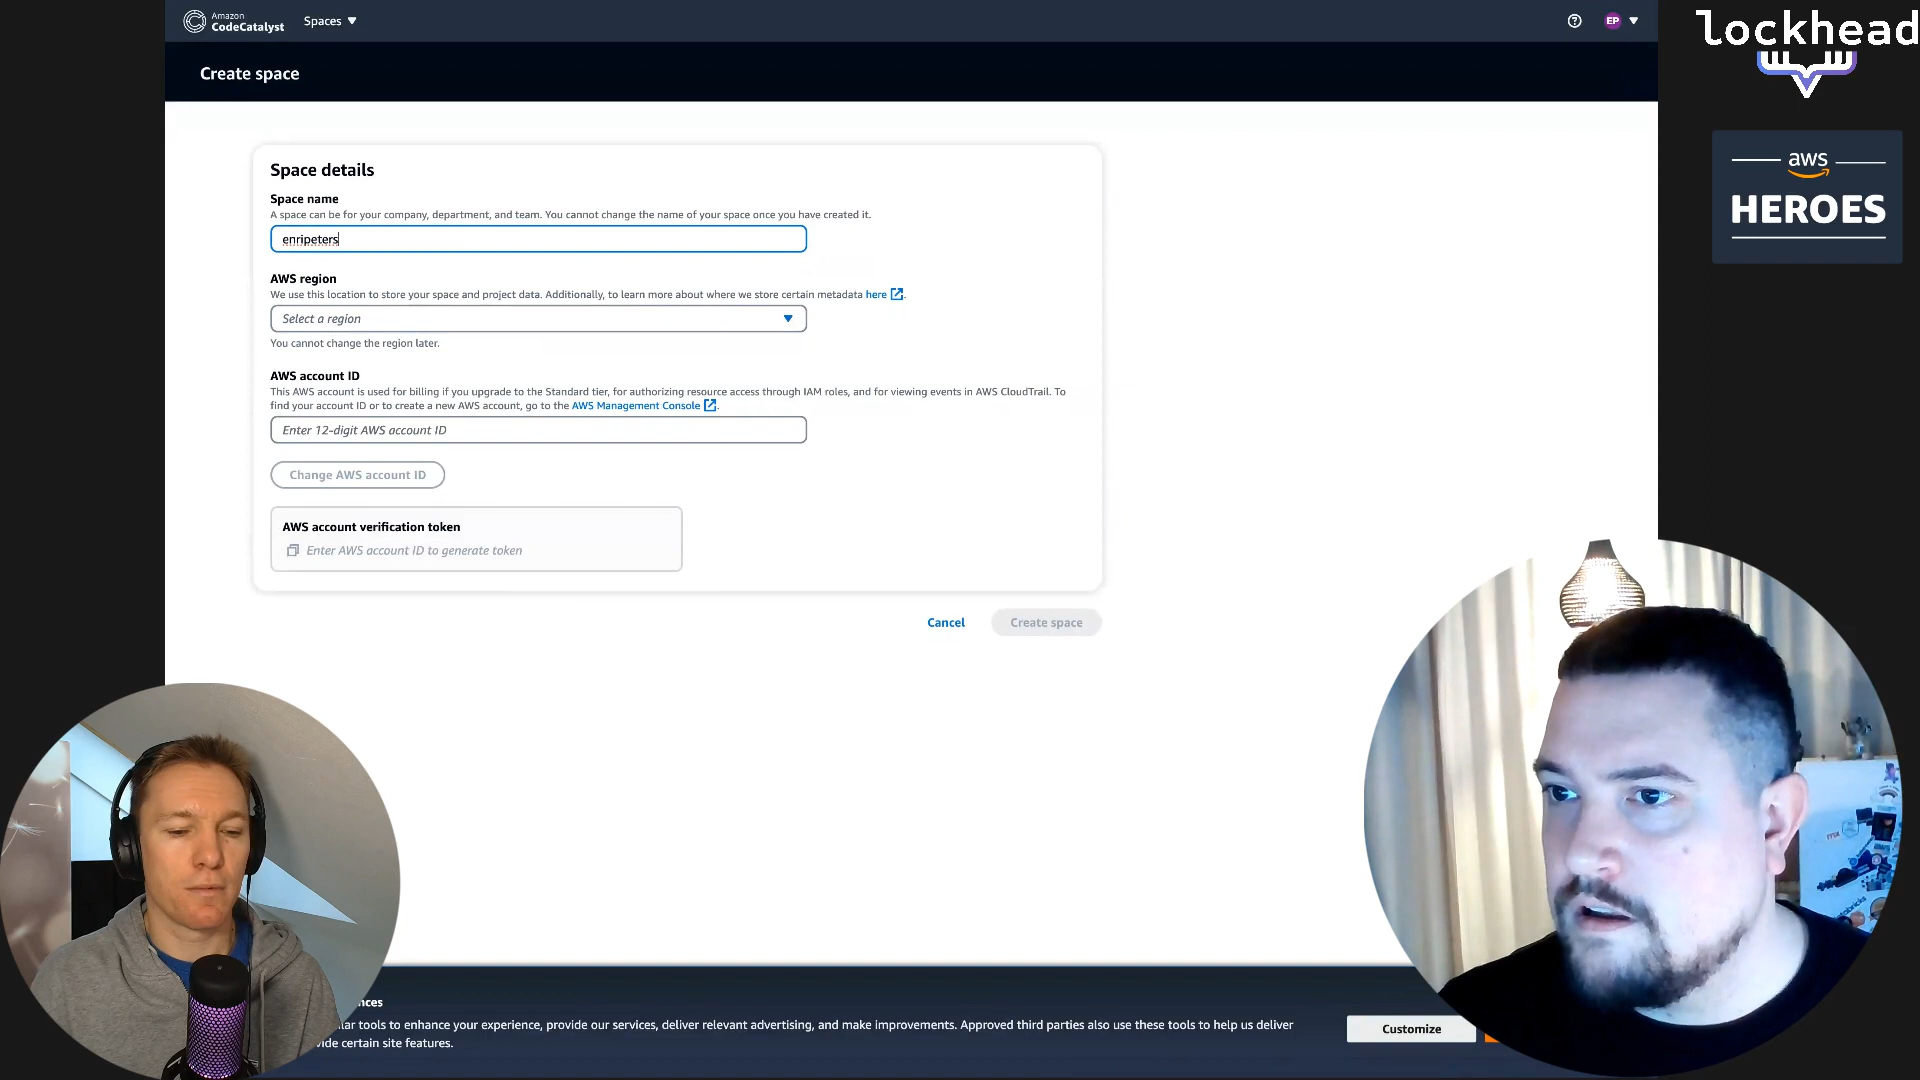 Amazon
CodeCatalyst
Spaces
EP
lockhead
Create space
aws
HEROES
Space details
Space name
A space can be for your company, department, and team. You cannot change the name of your space once you have created it.
enripeters
AWS region
We use this location to store your space and project data. Additionally, to learn more about where we store certain metadata here.
Select a region
You cannot change the region later.
AWS account ID
This AWS account is used for billing if you upgrade to the Standard tier, for authorizing resource access through IAM roles, and for viewing events in AWS CloudTrail. To
find your account ID or to create a new AWS account, go to the AWS Management Console.
Enter 12-digit AWS account ID
Change AWS account ID
AWS account verification token
Enter AWS account ID to generate token
Cancel
Create space
tools to enhance your experience, provide our services, deliver relevant advertising, and make improvements. Approved third parties also use these tools to help us deliver
certain site features.
Customize